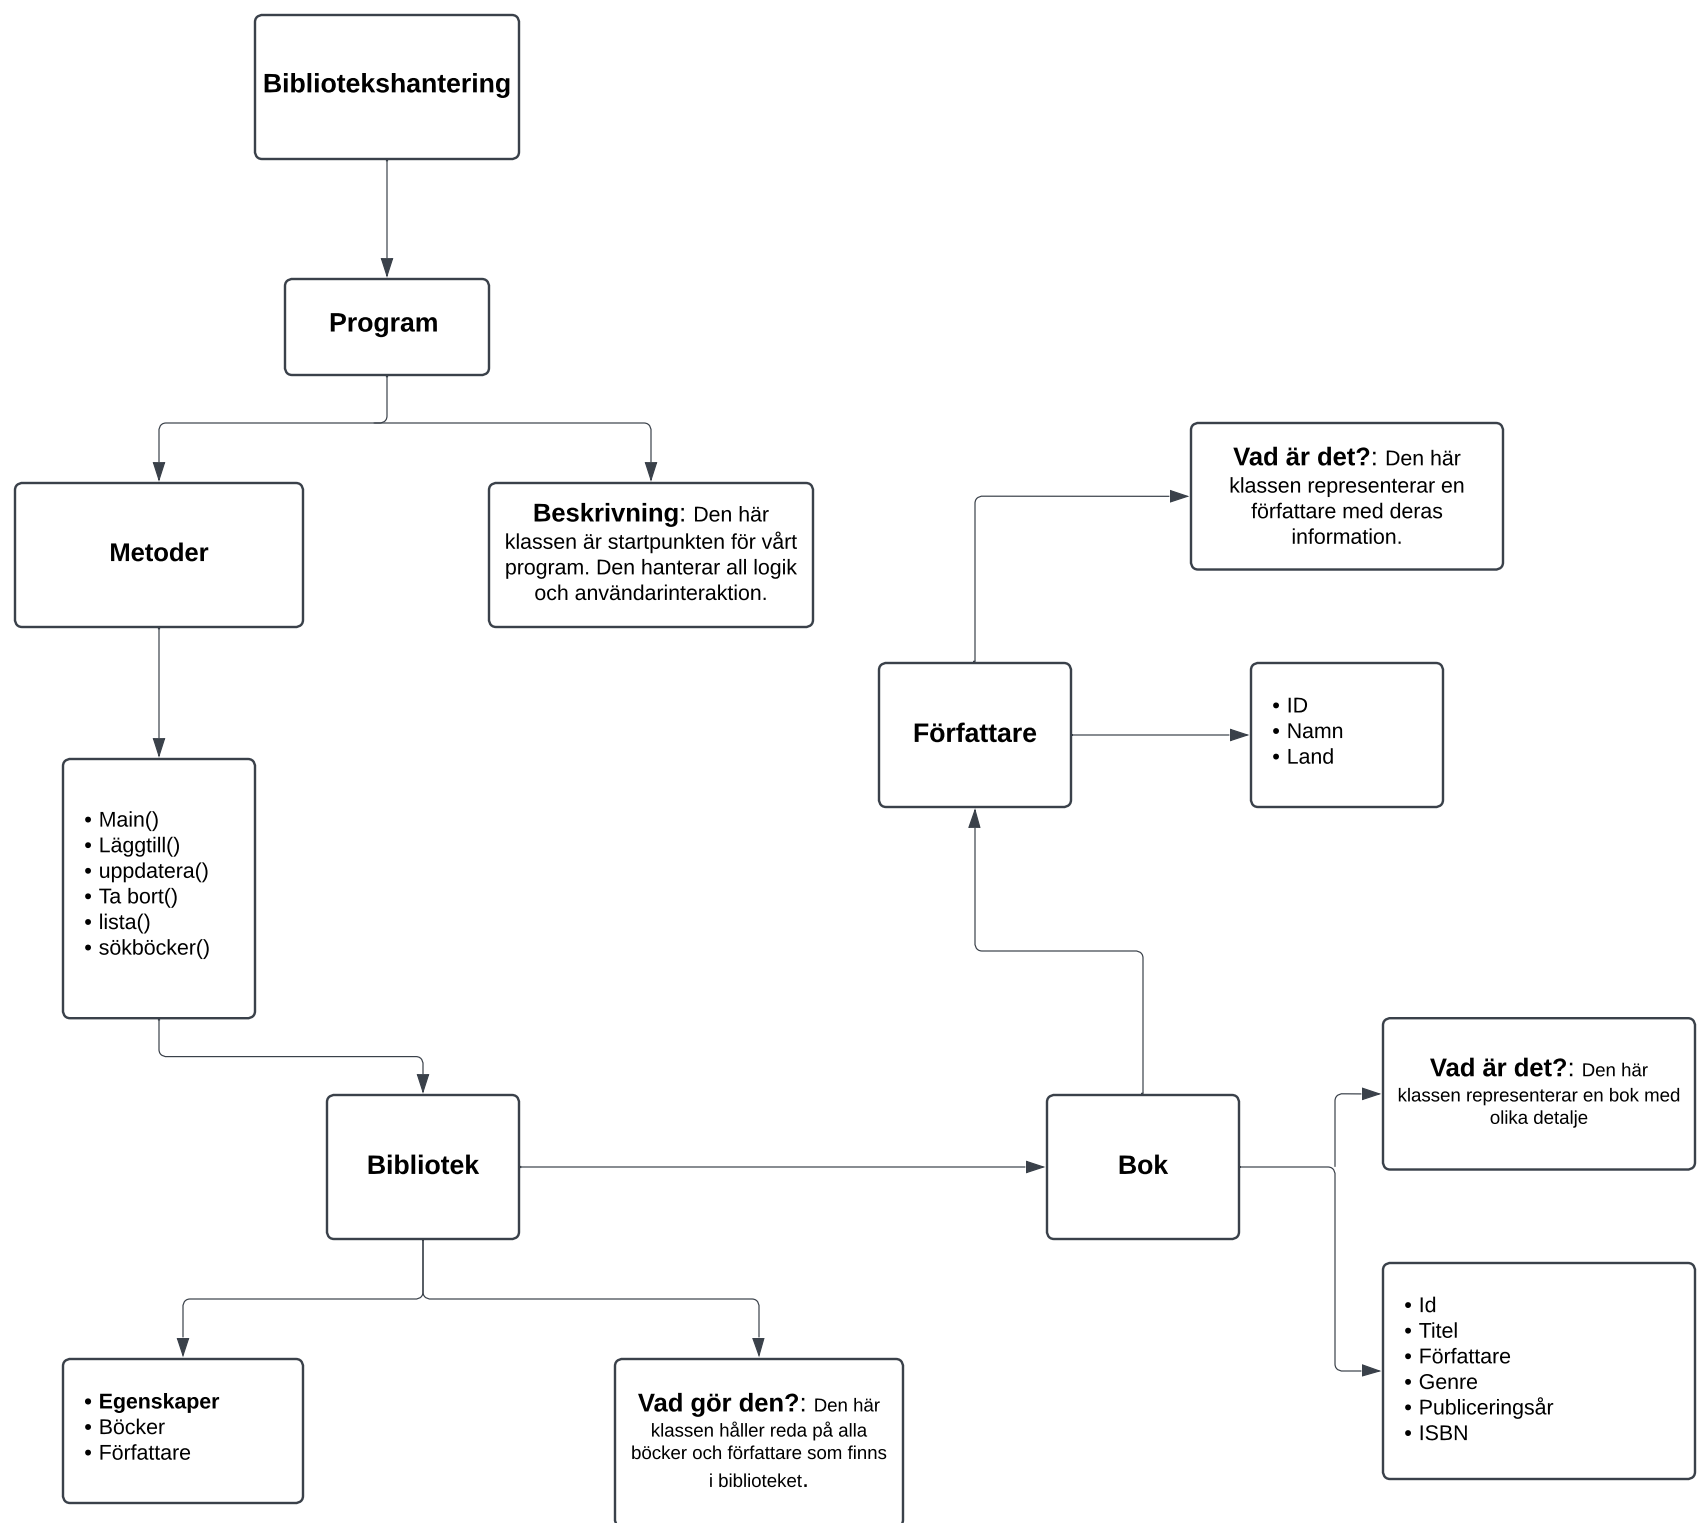 Bibliotekshantering
Program
Metoder
Beskrivning: Den här
klassen är startpunkten för vårt
program. Den hanterar all logik
och användarinteraktion.
Vad är det?: Den här
klassen representerar en
författare med deras
information.
Författare
• ID
• Namn
• Land
• Main()
• Läggtill()
• uppdatera()
• Ta bort()
• lista()
• sökböcker()
Bibliotek
Bok
Vad är det?: Den här
klassen representerar en bok med
olika detalje
• Id
• Titel
• Författare
• Genre
• Publiceringsår
• ISBN
• Egenskaper
• Böcker
• Författare
Vad gör den?: Den här
klassen håller reda på alla
böcker och författare som finns
i biblioteket.